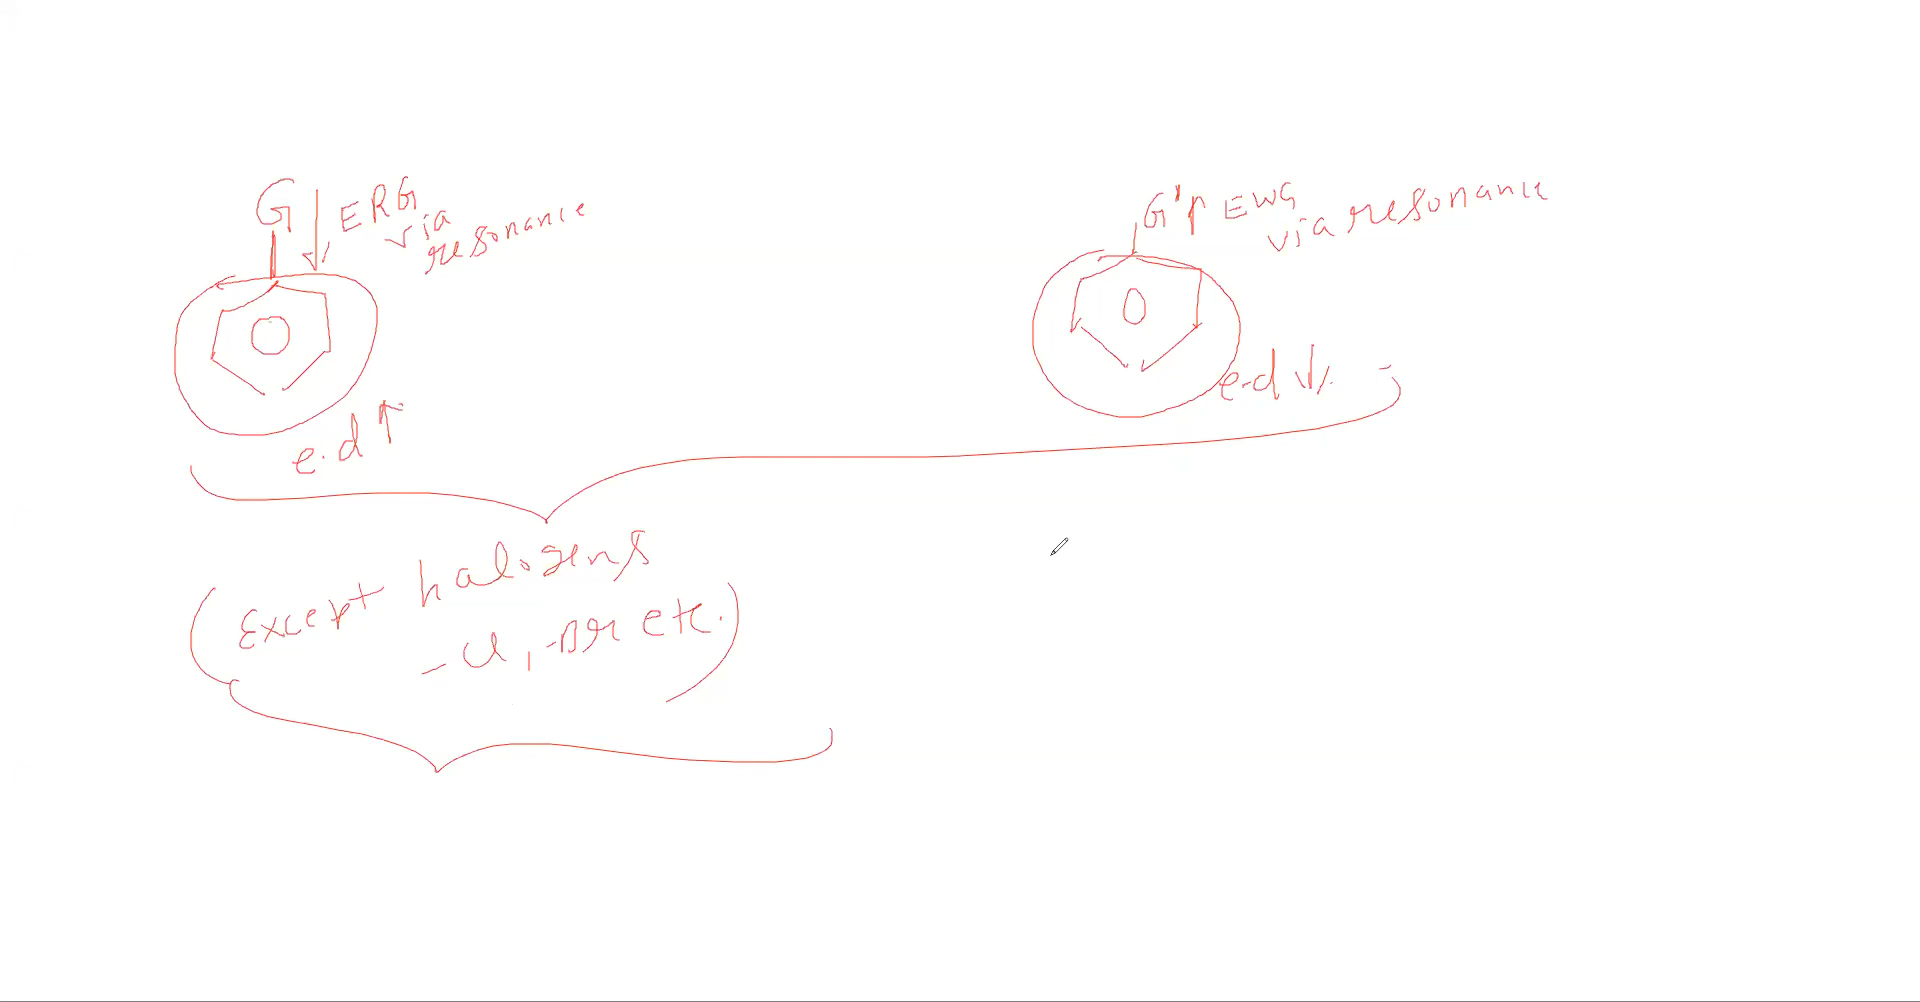 G ERG
via
resonance
e.d↑
G'↑ EWG
via resonance
e-d↓
(Except halogens
-Cl, -Br etc.)